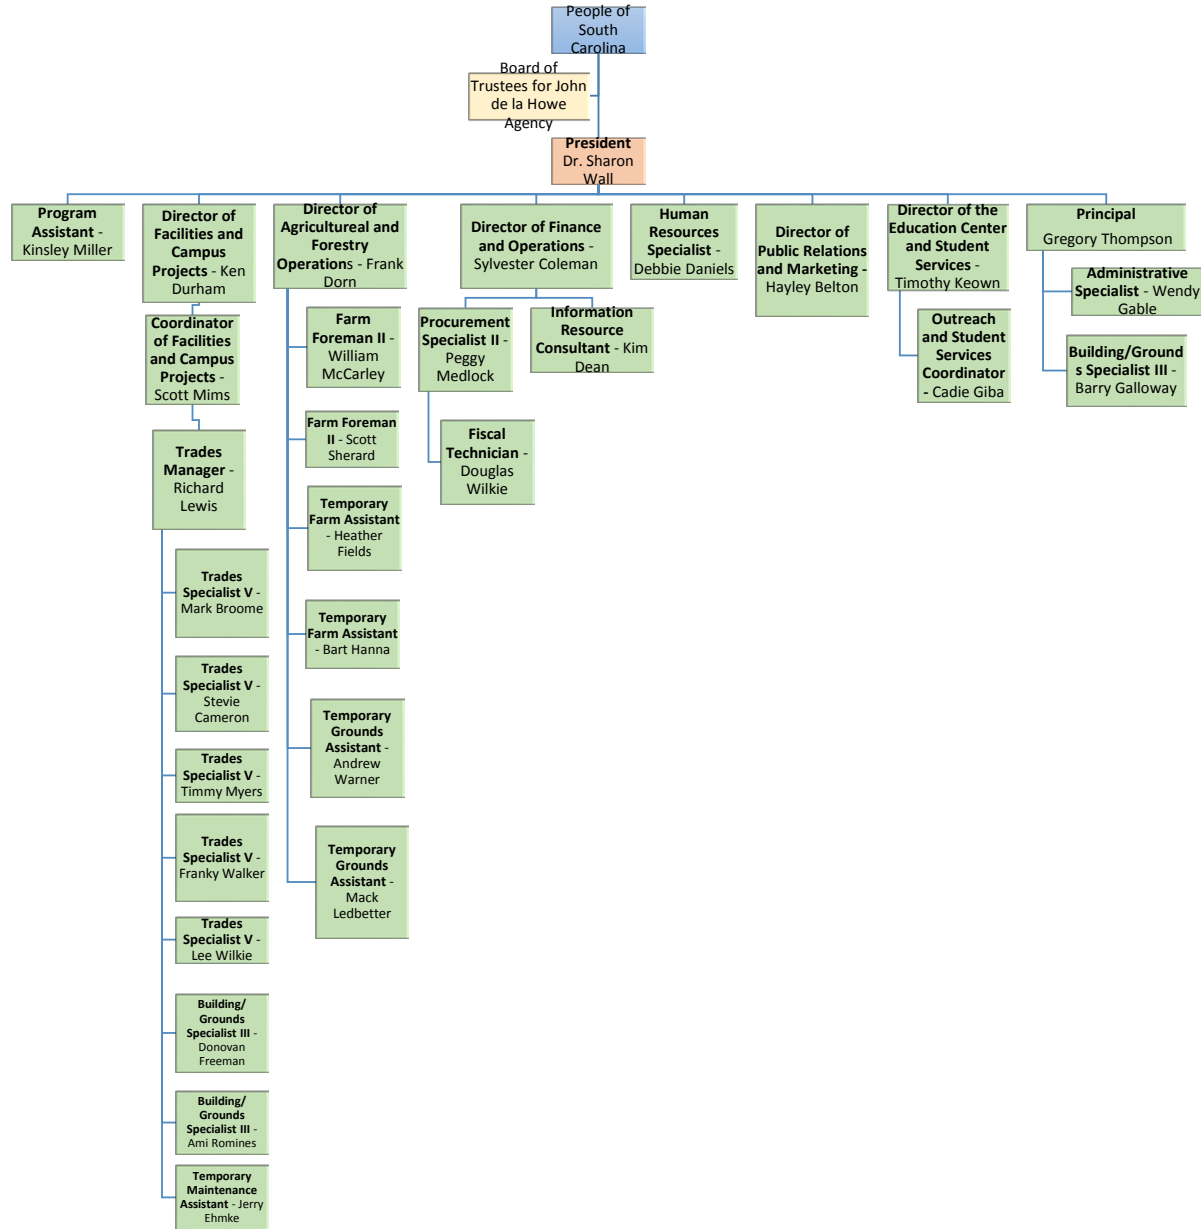 People of
South
Carolina
Board of
Trustees for John
de la Howe
Agency
President
Dr. Sharon
Wall
Program
Assistant -
Kinsley Miller
Director of
Facilities and
Campus
Projects - Ken
Durham
Coordinator
of Facilities
and Campus
Projects -
Scott Mims
Trades
Manager -
Richard
Lewis
Trades
Specialist V -
Mark Broome
Trades
Specialist V -
Stevie
Cameron
Trades
Specialist V -
Timmy Myers
Trades
Specialist V -
Franky Walker
Trades
Specialist V -
Lee Wilkie
Building/
Grounds
Specialist III -
Donovan
Freeman
Building/
Grounds
Specialist III -
Ami Romines
Temporary
Maintenance
Assistant - Jerry
Ehmke
Director of
Agricultureal and
Forestry
Operations - Frank
Dorn
Farm
Foreman II -
William
McCarley
Farm Foreman
II - Scott
Sherard
Temporary
Farm Assistant
- Heather
Fields
Temporary
Farm Assistant
- Bart Hanna
Temporary
Grounds
Assistant -
Andrew
Warner
Temporary
Grounds
Assistant -
Mack
Ledbetter
Director of Finance
and Operations -
Sylvester Coleman
Procurement
Specialist II -
Peggy
Medlock
Fiscal
Technician -
Douglas
Wilkie
Information
Resource
Consultant - Kim
Dean
Human
Resources
Specialist -
Debbie Daniels
Director of
Public Relations
and Marketing -
Hayley Belton
Director of the
Education Center
and Student
Services -
Timothy Keown
Outreach
and Student
Services
Coordinator
- Cadie Giba
Principal
Gregory Thompson
Administrative
Specialist - Wendy
Gable
Building/Ground
s Specialist III -
Barry Galloway